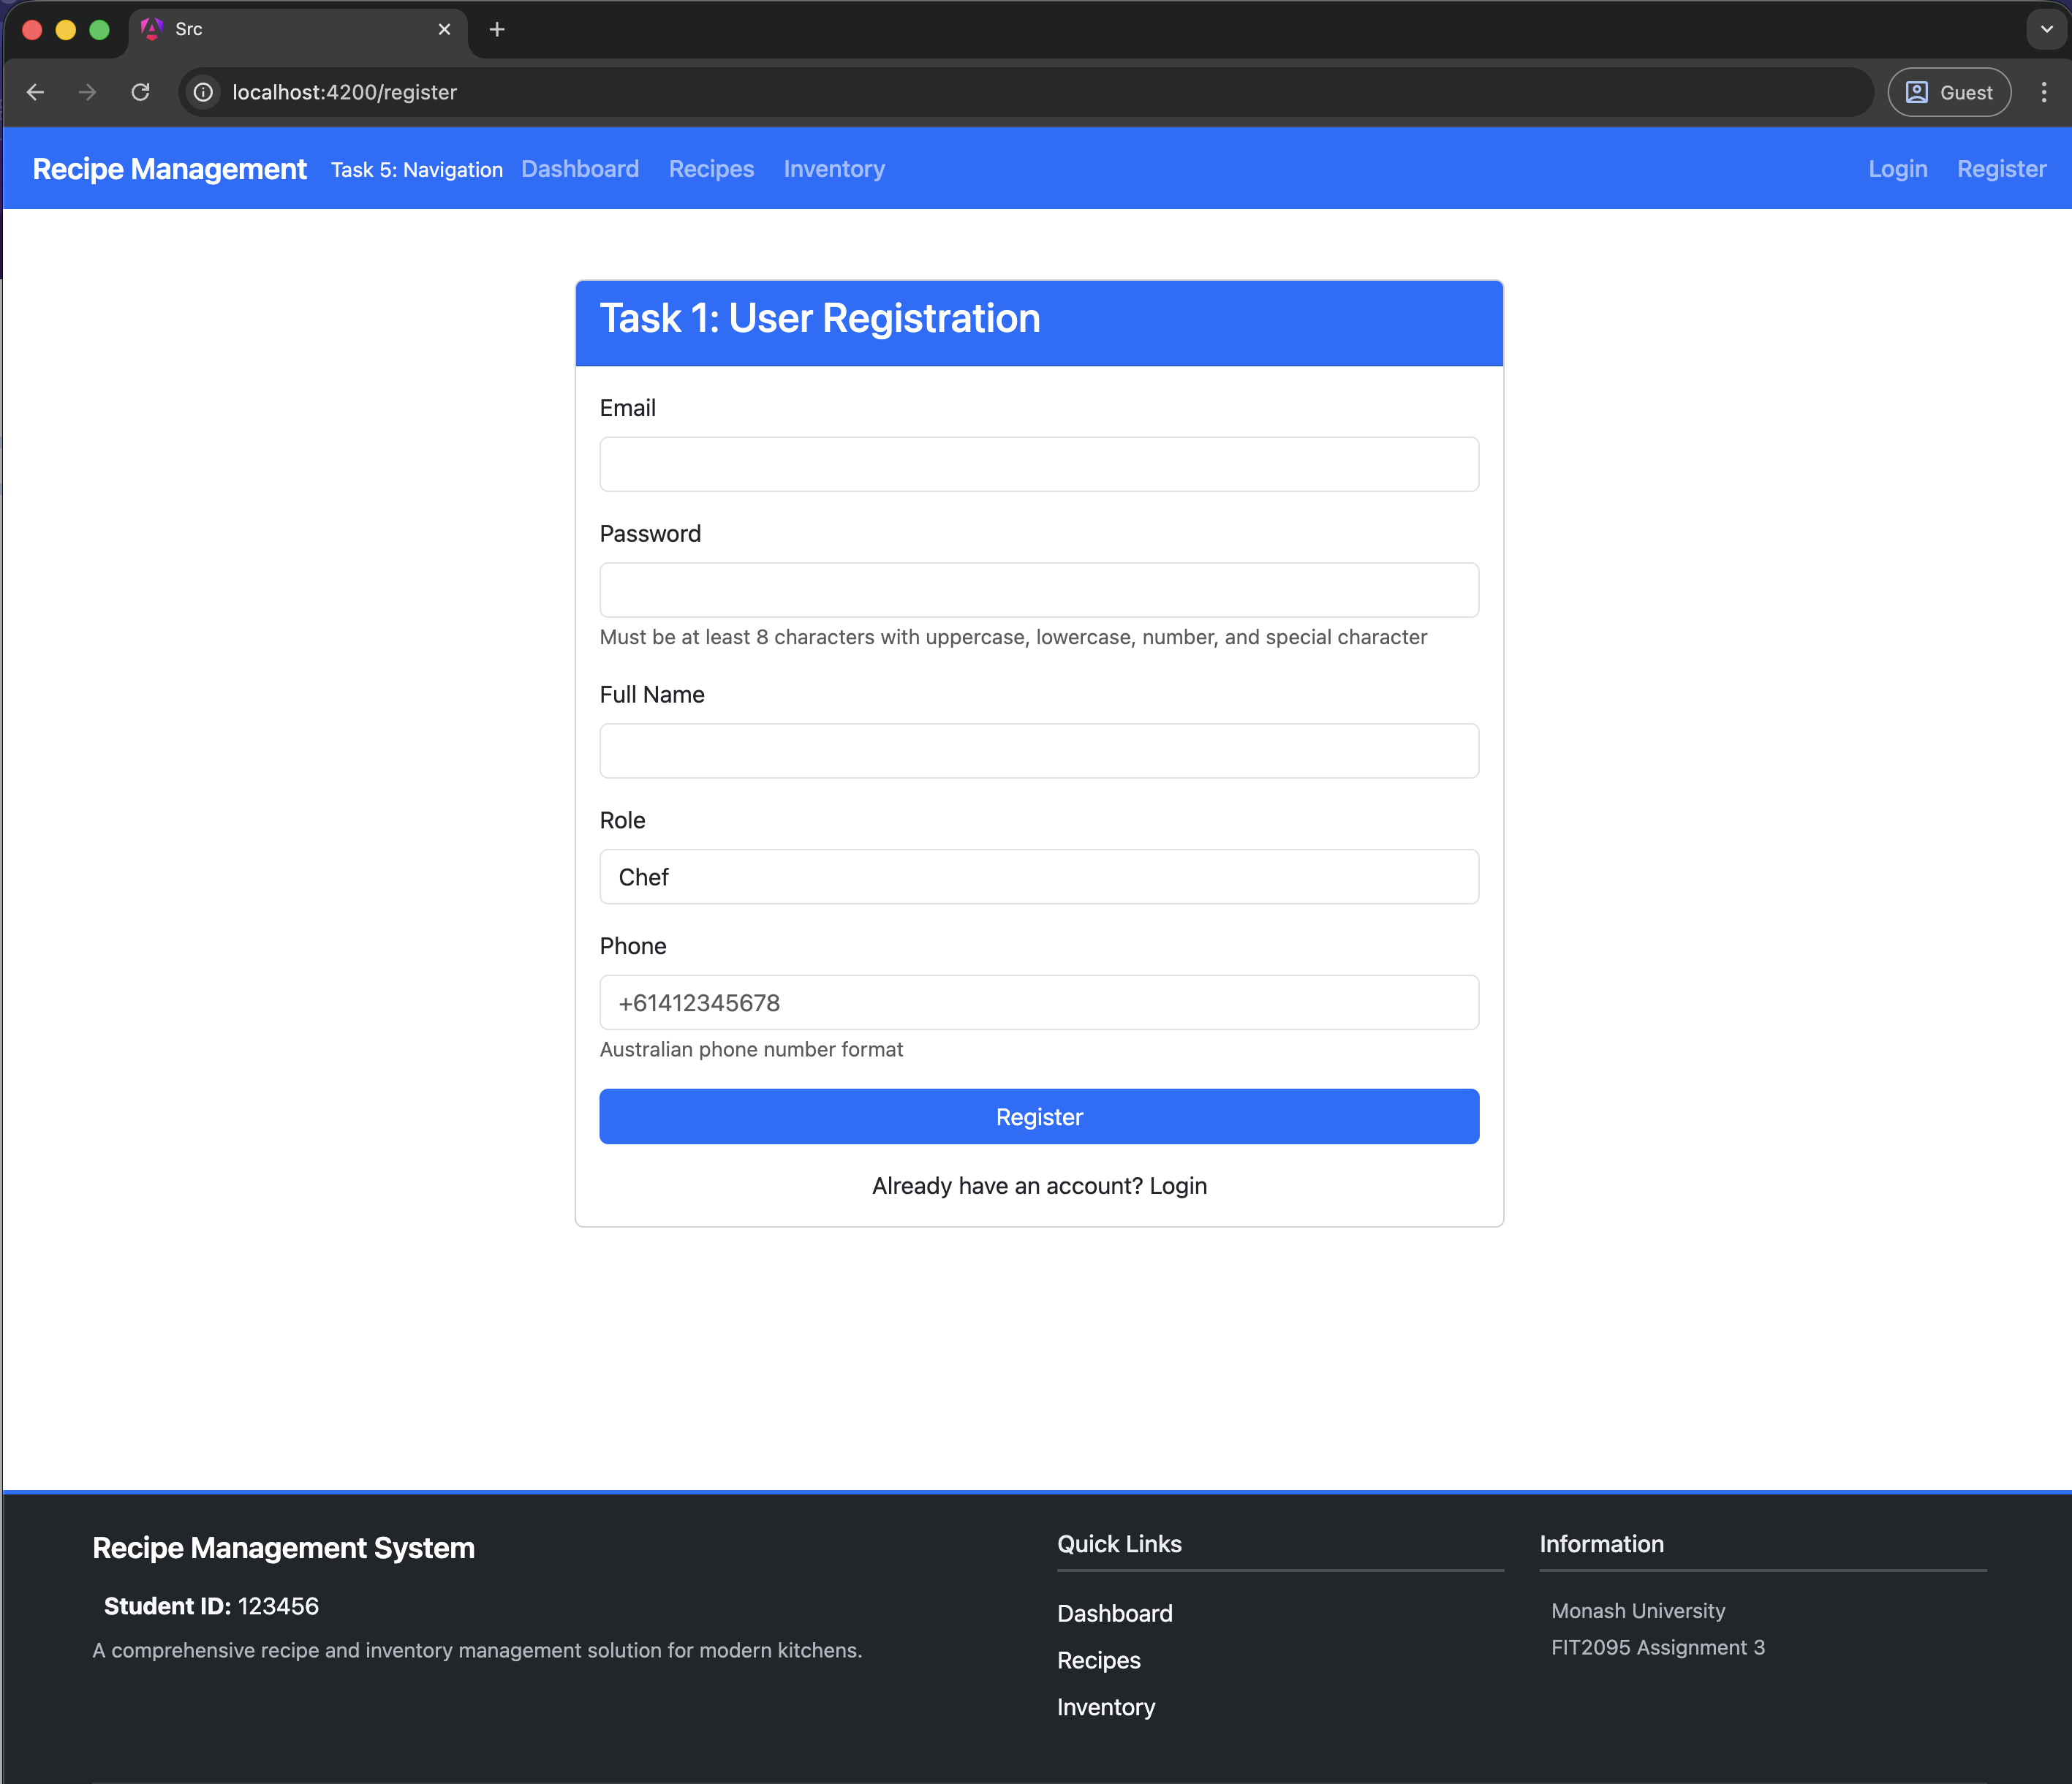 Src
localhost:4200/register
Guest
Recipe Management Task 5: Navigation Dashboard Recipes Inventory Login Register
Task 1: User Registration
Email
Password
Must be at least 8 characters with uppercase, lowercase, number, and special character
Full Name
Role
Chef
Phone
+61412345678
Australian phone number format
Register
Already have an account? Login
Recipe Management System
Student ID: 123456
A comprehensive recipe and inventory management solution for modern kitchens.
Quick Links
Dashboard
Recipes
Inventory
Information
Monash University
FIT2095 Assignment 3